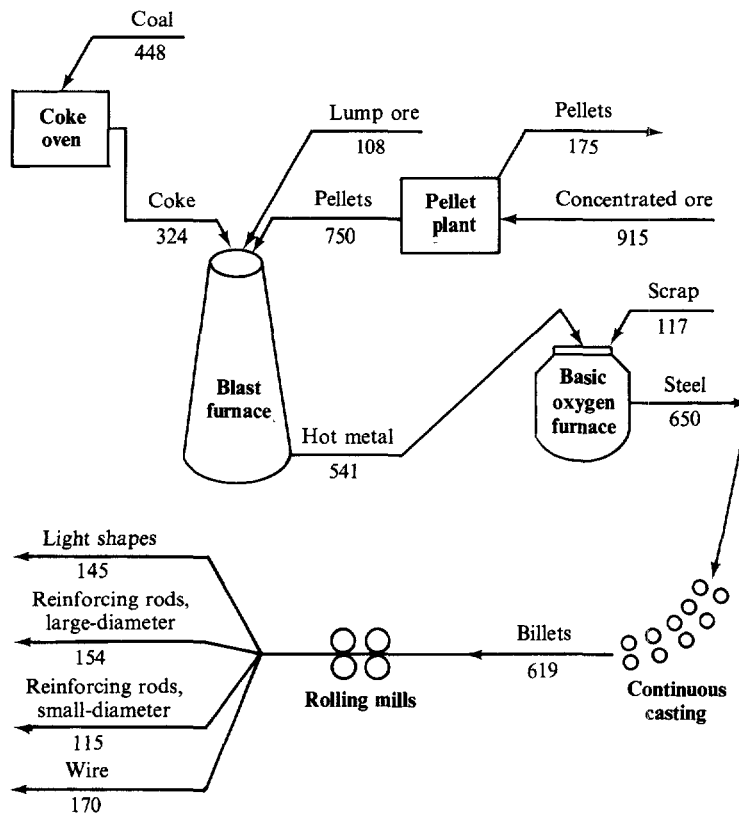 Coal
448
Coke
oven
Lump ore
108
Pellets
175
Coke
324
Pellets
750
Pellet
plant
Concentrated ore
915
Scrap
117
Blast
furnace
Basic
oxygen
furnace
Steel
650
Hot metal
541
Light shapes
145
Reinforcing rods,
large-diameter
154
Reinforcing rods,
small-diameter
115
Wire
170
Rolling mills
Billets
619
Continuous
casting